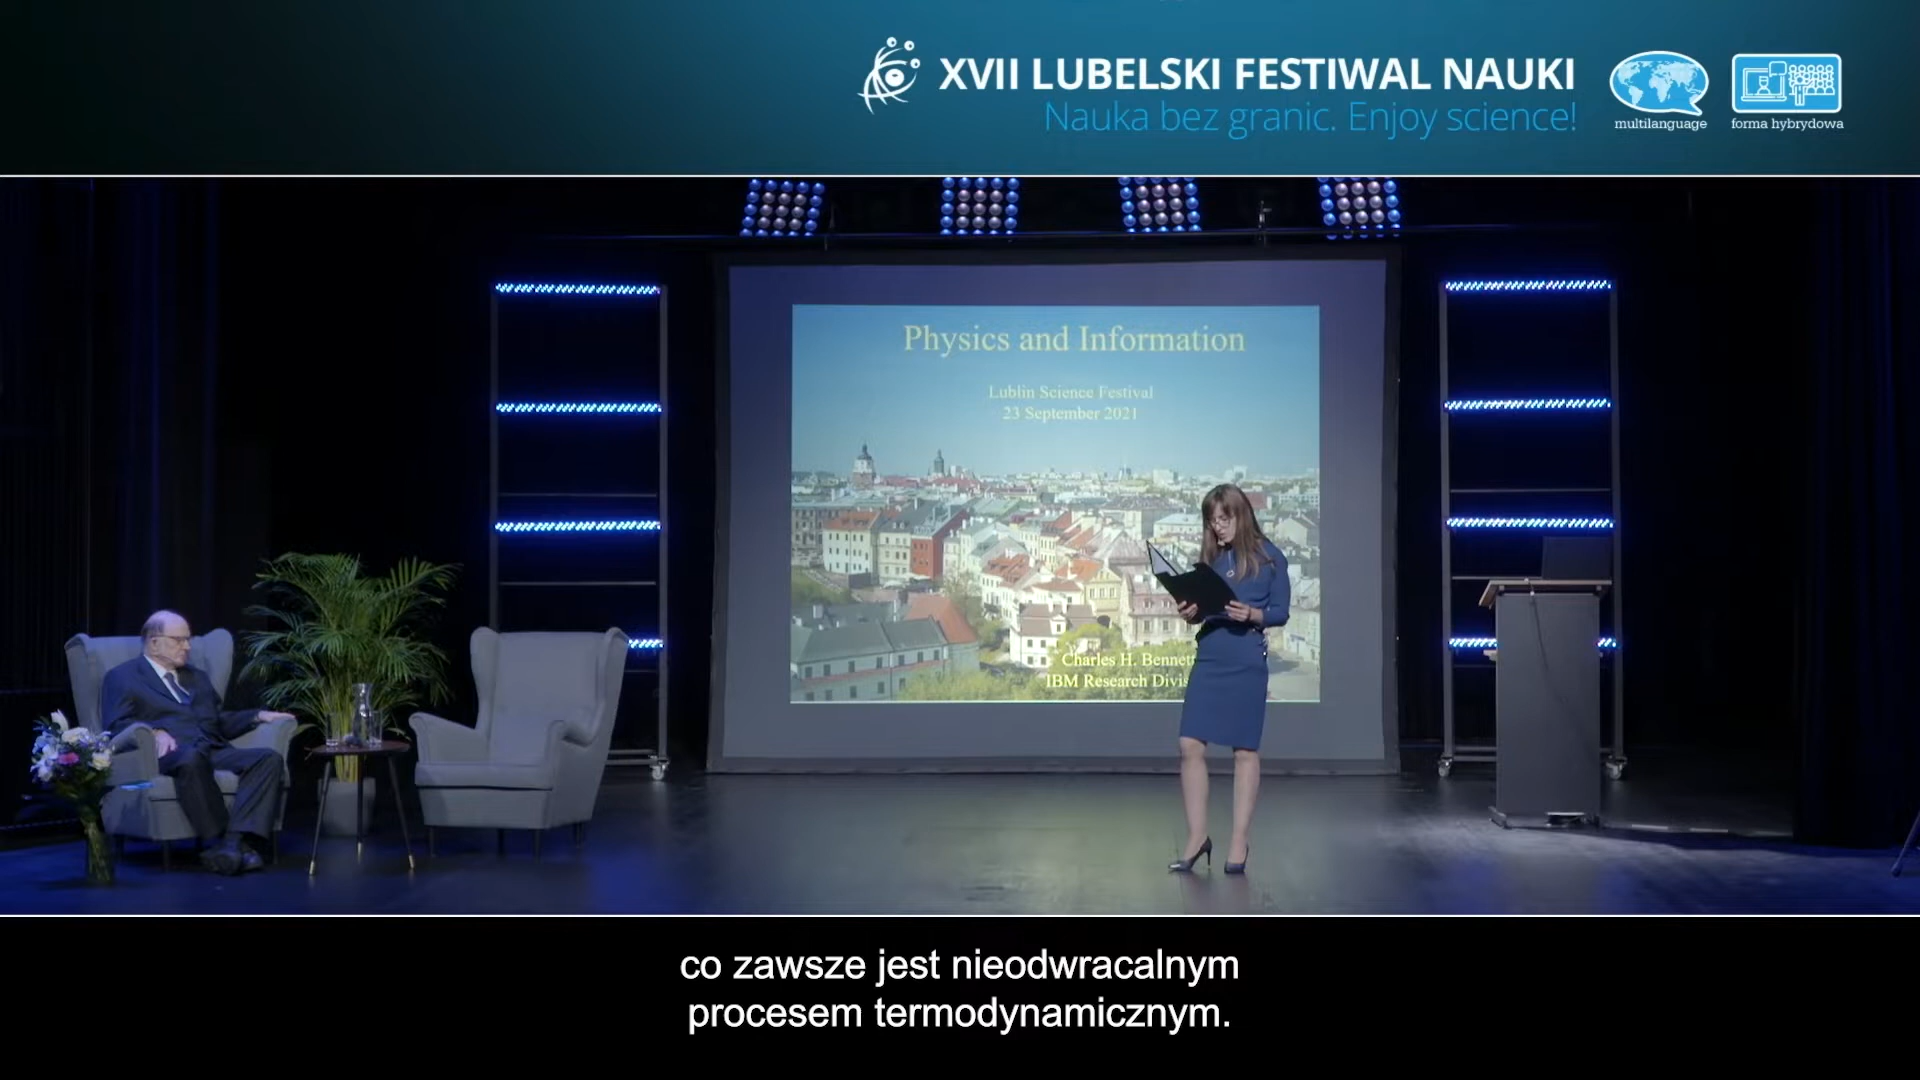 XVII LUBELSKI FESTIWAL NAUKI
Nauka bez granic. Enjoy science!
multilanguage
forma hybrydowa
Physics and Information
Lublin Science Festival
23 September 2021
Charles H. Bennett
IBM Research Divis
co zawsze jest nieodwracalnym
procesem termodynamicznym.